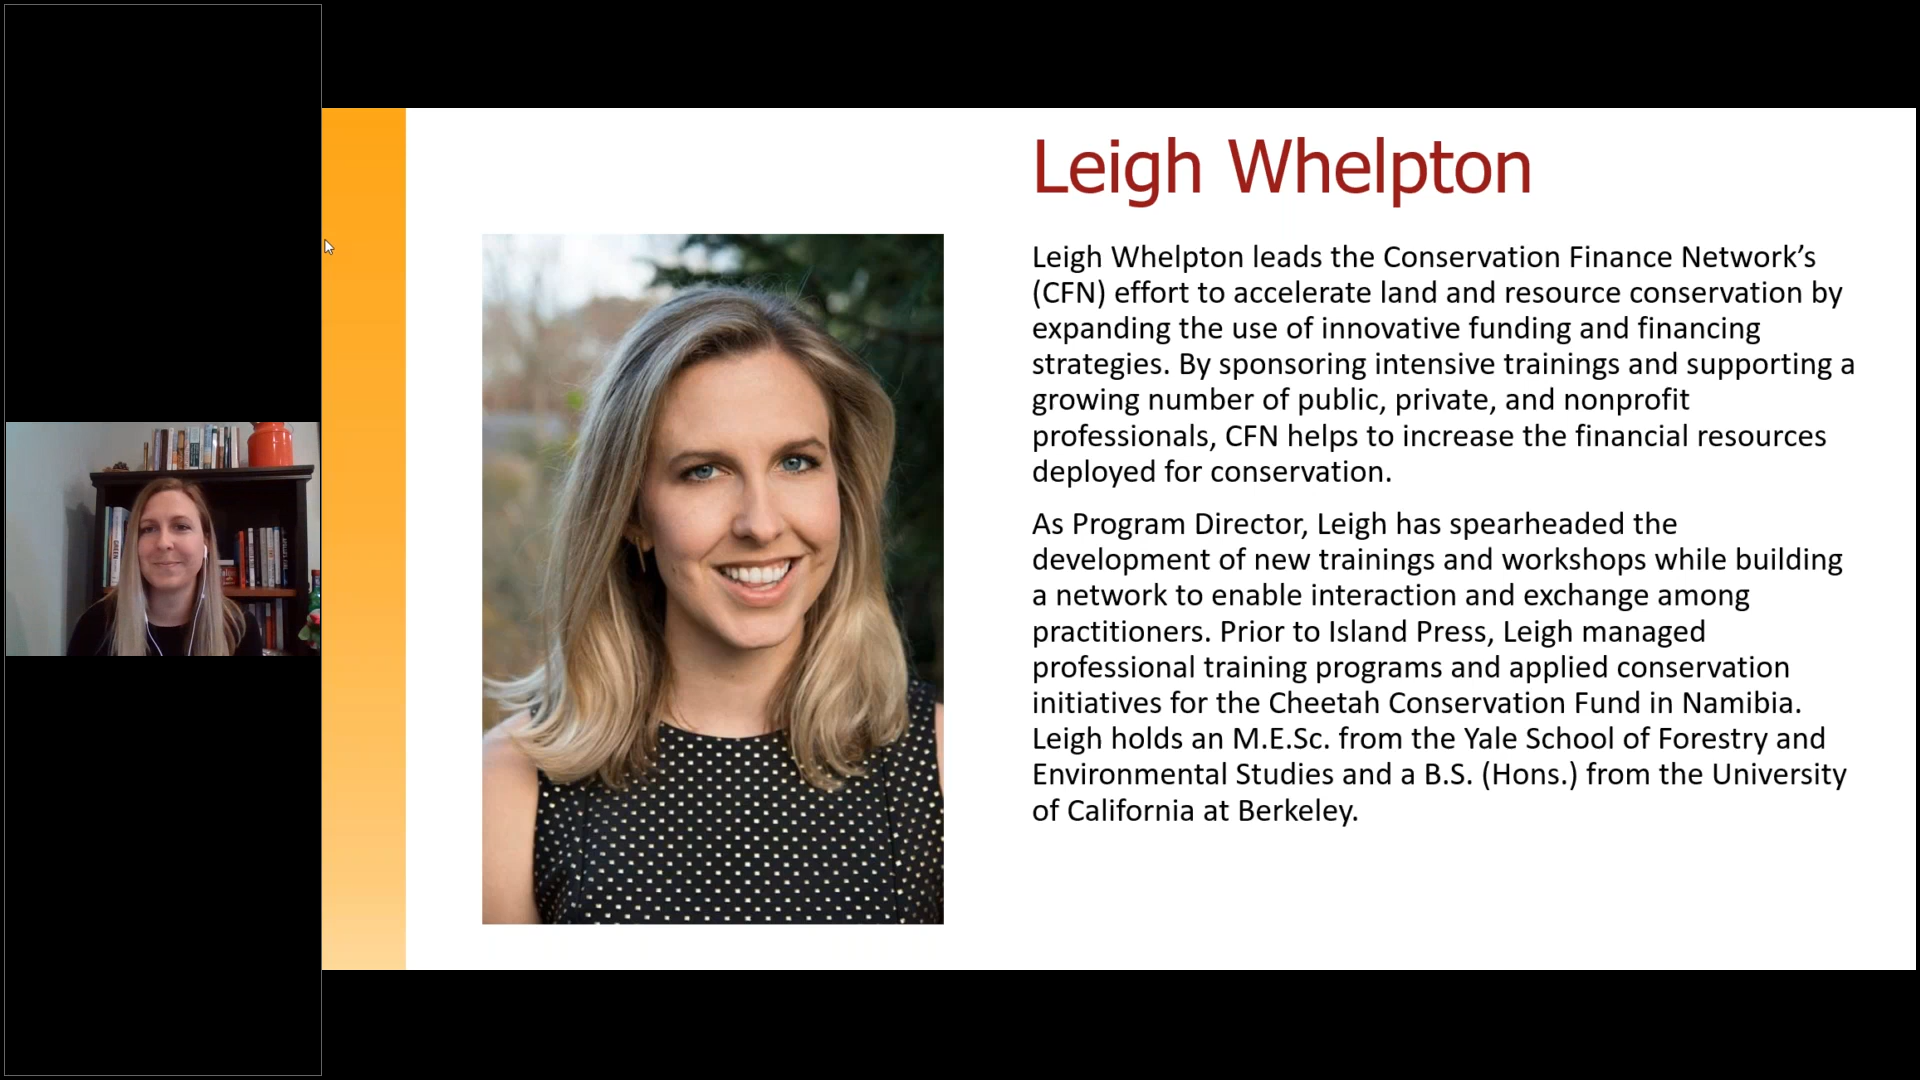 Leigh Whelpton
Leigh Whelpton leads the Conservation Finance Network’s
(CFN) effort to accelerate land and resource conservation by
expanding the use of innovative funding and financing
strategies. By sponsoring intensive trainings and supporting a
growing number of public, private, and nonprofit
professionals, CFN helps to increase the financial resources
deployed for conservation.
As Program Director, Leigh has spearheaded the
development of new trainings and workshops while building
a network to enable interaction and exchange among
practitioners. Prior to Island Press, Leigh managed
professional training programs and applied conservation
initiatives for the Cheetah Conservation Fund in Namibia.
Leigh holds an M.E.Sc. from the Yale School of Forestry and
Environmental Studies and a B.S. (Hons.) from the University
of California at Berkeley.